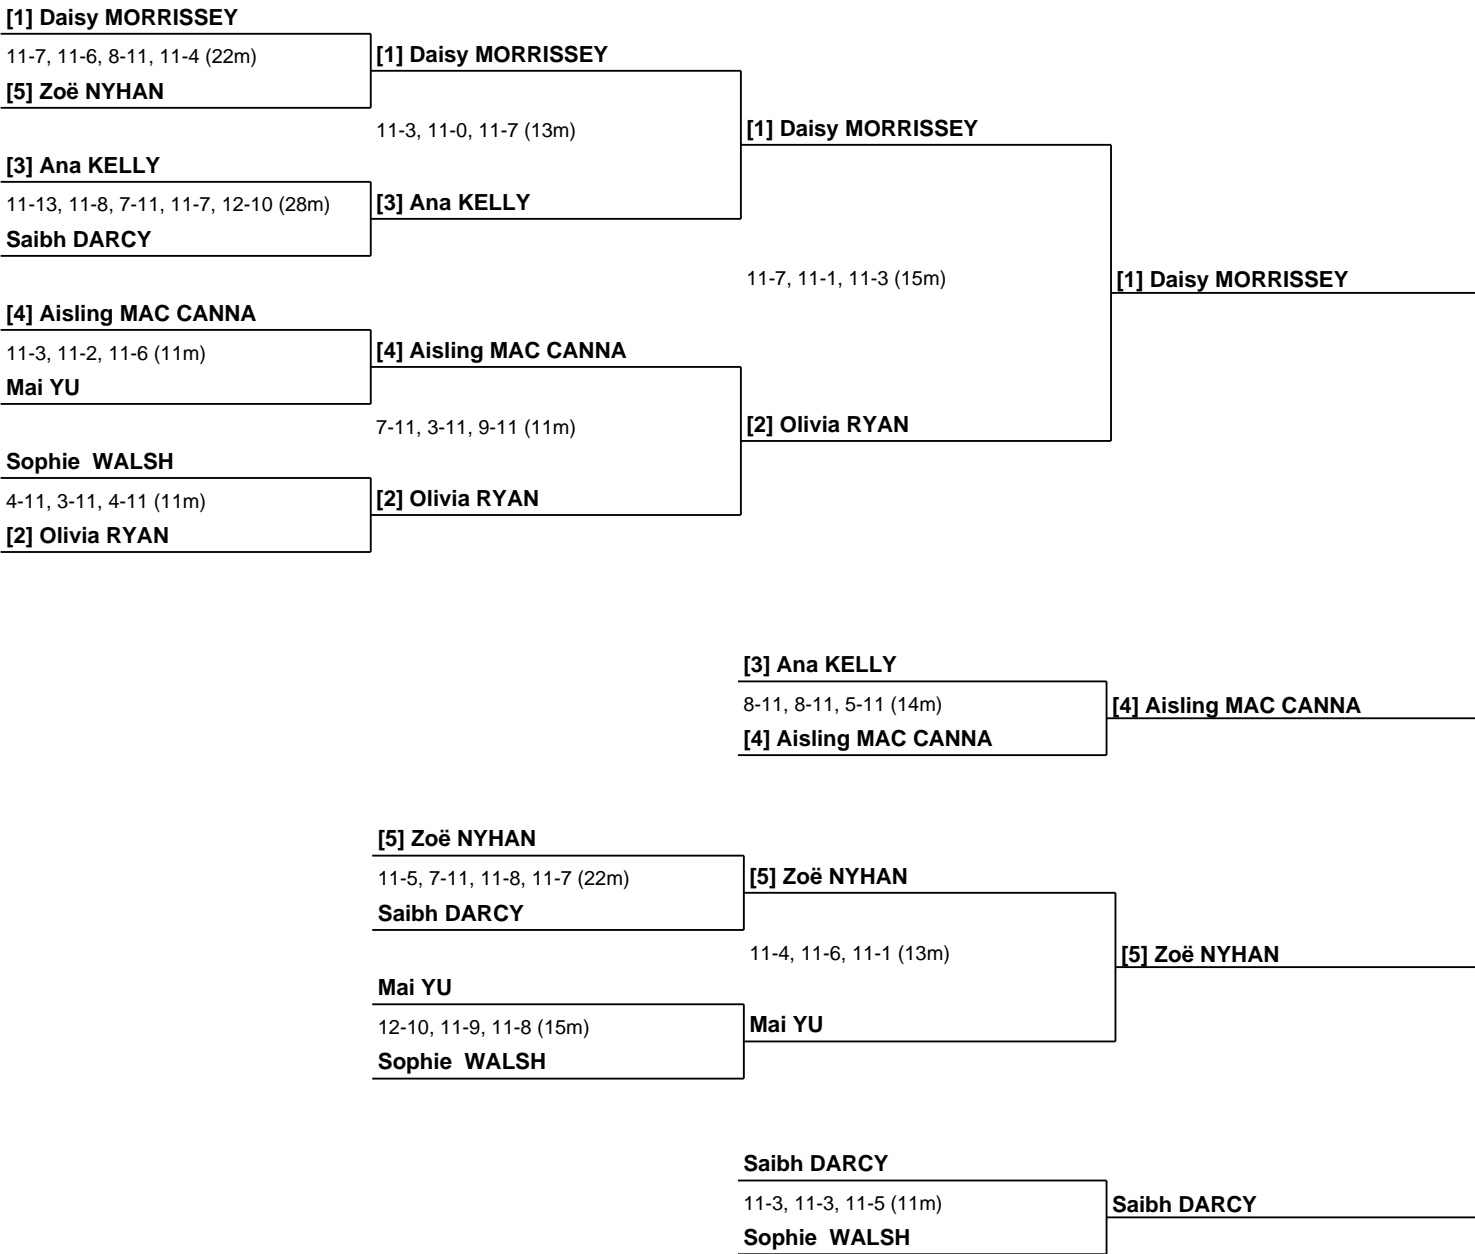 [1] Daisy MORRISSEY
11-7, 11-6, 8-11, 11-4 (22m)
[5] Zoë NYHAN
[1] Daisy MORRISSEY
11-3, 11-0, 11-7 (13m)
[1] Daisy MORRISSEY
[3] Ana KELLY
11-13, 11-8, 7-11, 11-7, 12-10 (28m)
Saibh DARCY
[3] Ana KELLY
11-7, 11-1, 11-3 (15m)
[1] Daisy MORRISSEY
[4] Aisling MAC CANNA
11-3, 11-2, 11-6 (11m)
Mai YU
[4] Aisling MAC CANNA
7-11, 3-11, 9-11 (11m)
[2] Olivia RYAN
Sophie  WALSH
4-11, 3-11, 4-11 (11m)
[2] Olivia RYAN
[2] Olivia RYAN
[3] Ana KELLY
8-11, 8-11, 5-11 (14m)
[4] Aisling MAC CANNA
[4] Aisling MAC CANNA
[5] Zoë NYHAN
11-5, 7-11, 11-8, 11-7 (22m)
Saibh DARCY
[5] Zoë NYHAN
11-4, 11-6, 11-1 (13m)
[5] Zoë NYHAN
Mai YU
12-10, 11-9, 11-8 (15m)
Sophie  WALSH
Mai YU
Saibh DARCY
11-3, 11-3, 11-5 (11m)
Sophie  WALSH
Saibh DARCY